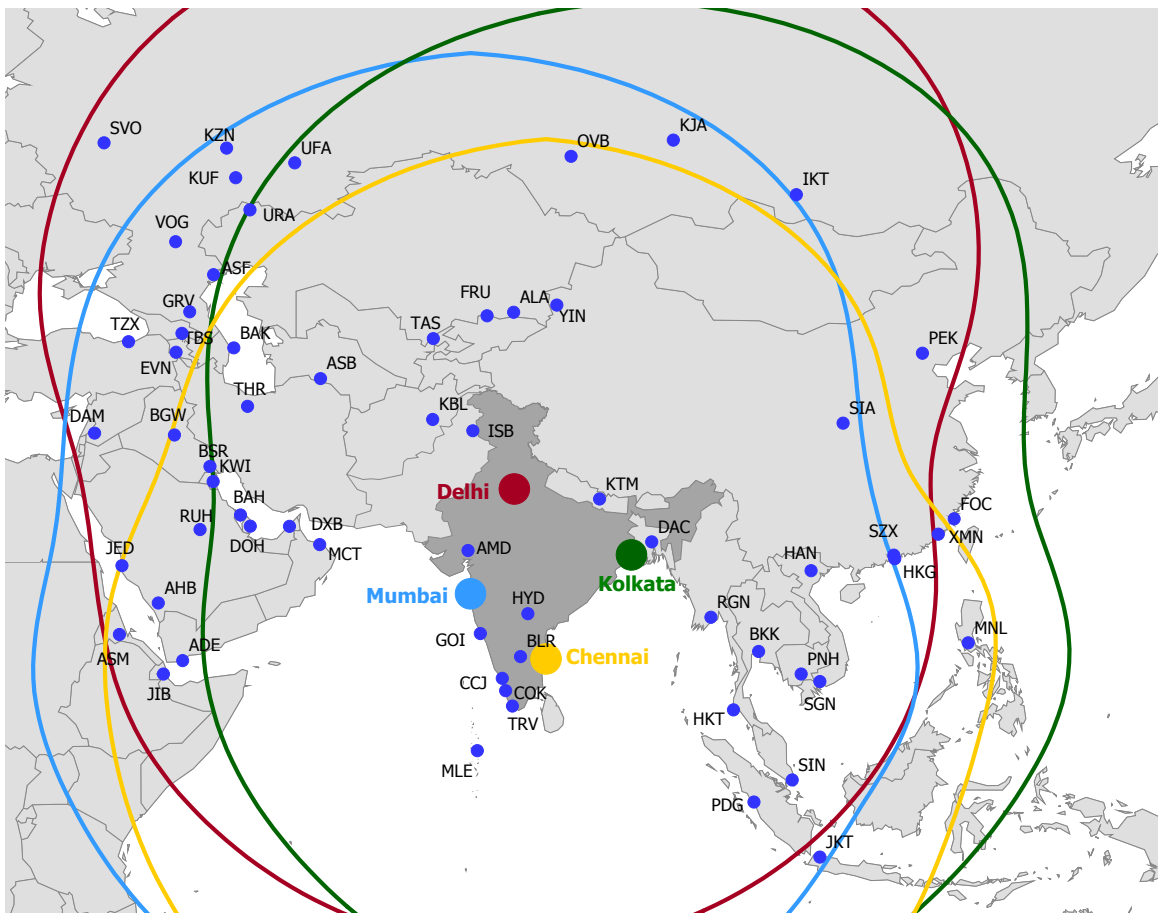 SVO
KZN
KJA
OVB
UFA
KUF
IKT
URA
VOG
ASF
FRU
ALA
GRV
YIN
TZX
TBS
BAK
TAS
PEK
EVN
ASB
THR
KBL
SIA
DAM
BGW
ISB
BSR
KWI
KTM
Delhi
BAH
FOC
RUH
DXB
DAC
SZX
XMN
DOH
MCT
JED
AMD
HAN
HKG
Kolkata
AHB
Mumbai
HYD
RGN
MNL
GOI
BLR
BKK
ASM
ADE
Chennai
PNH
JIB
CCJ
COK
SGN
TRV
HKT
MLE
SIN
PDG
JKT